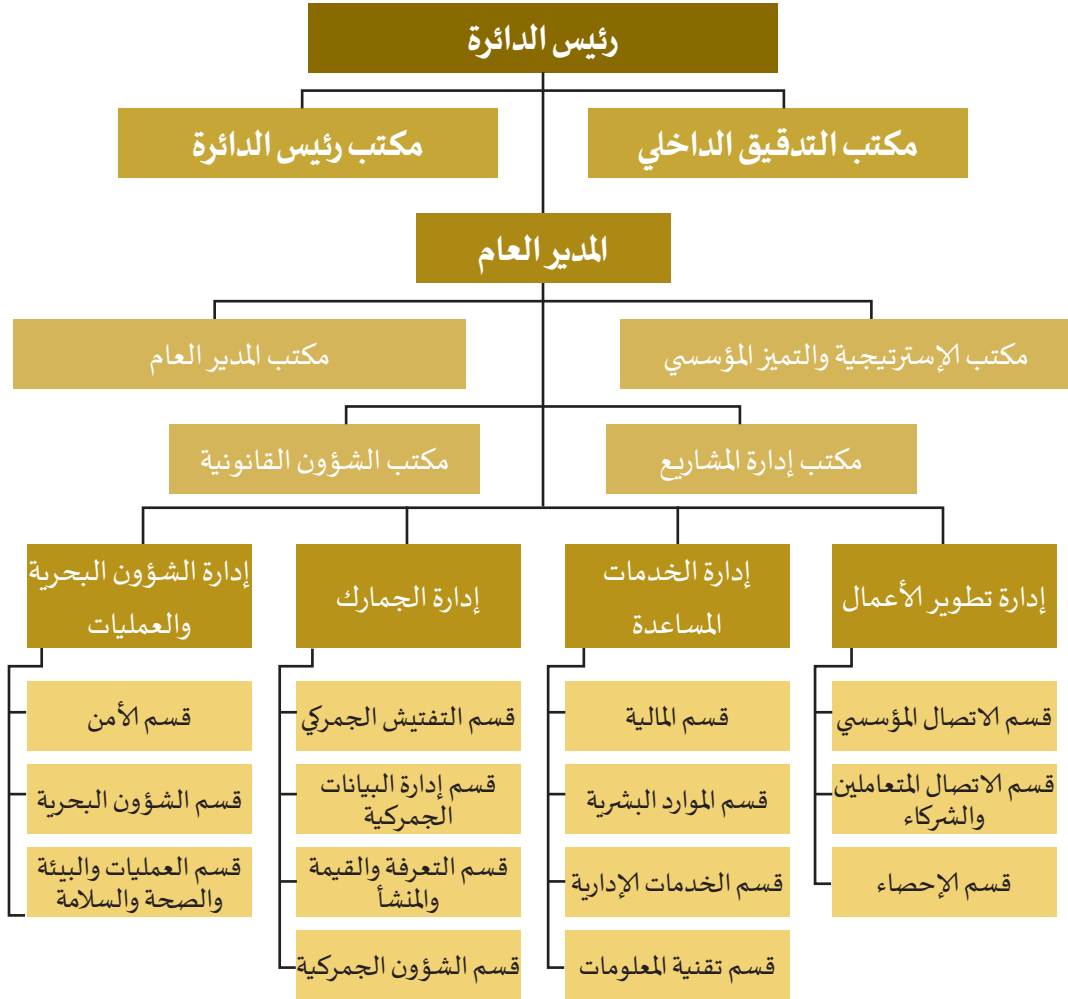 رئيس الدائرة
مكتب التدقيق الداخلي
مكتب رئيس الدائرة
المدير العام
مكتب الإسترتيجية والتميز المؤسسي
مكتب المدير العام
مكتب إدارة المشاريع
مكتب الشؤون القانونية
إدارة تطوير الأعمال
قسم الاتصال المؤسسي
قسم الاتصال المتعاملين
والشركاء
قسم الإحصاء
إدارة الخدمات
المساعدة
قسم المالية
قسم الموارد البشرية
قسم الخدمات الإدارية
قسم تقنية المعلومات
إدارة الجمارك
قسم التفتيش الجمركي
قسم إدارة البيانات
الجمركية
قسم التعرفة والقيمة
والمنشأ
قسم الشؤون الجمركية
إدارة الشؤون البحرية
والعمليات
قسم الأمن
قسم الشؤون البحرية
قسم العمليات والبيئة
والصحة والسلامة